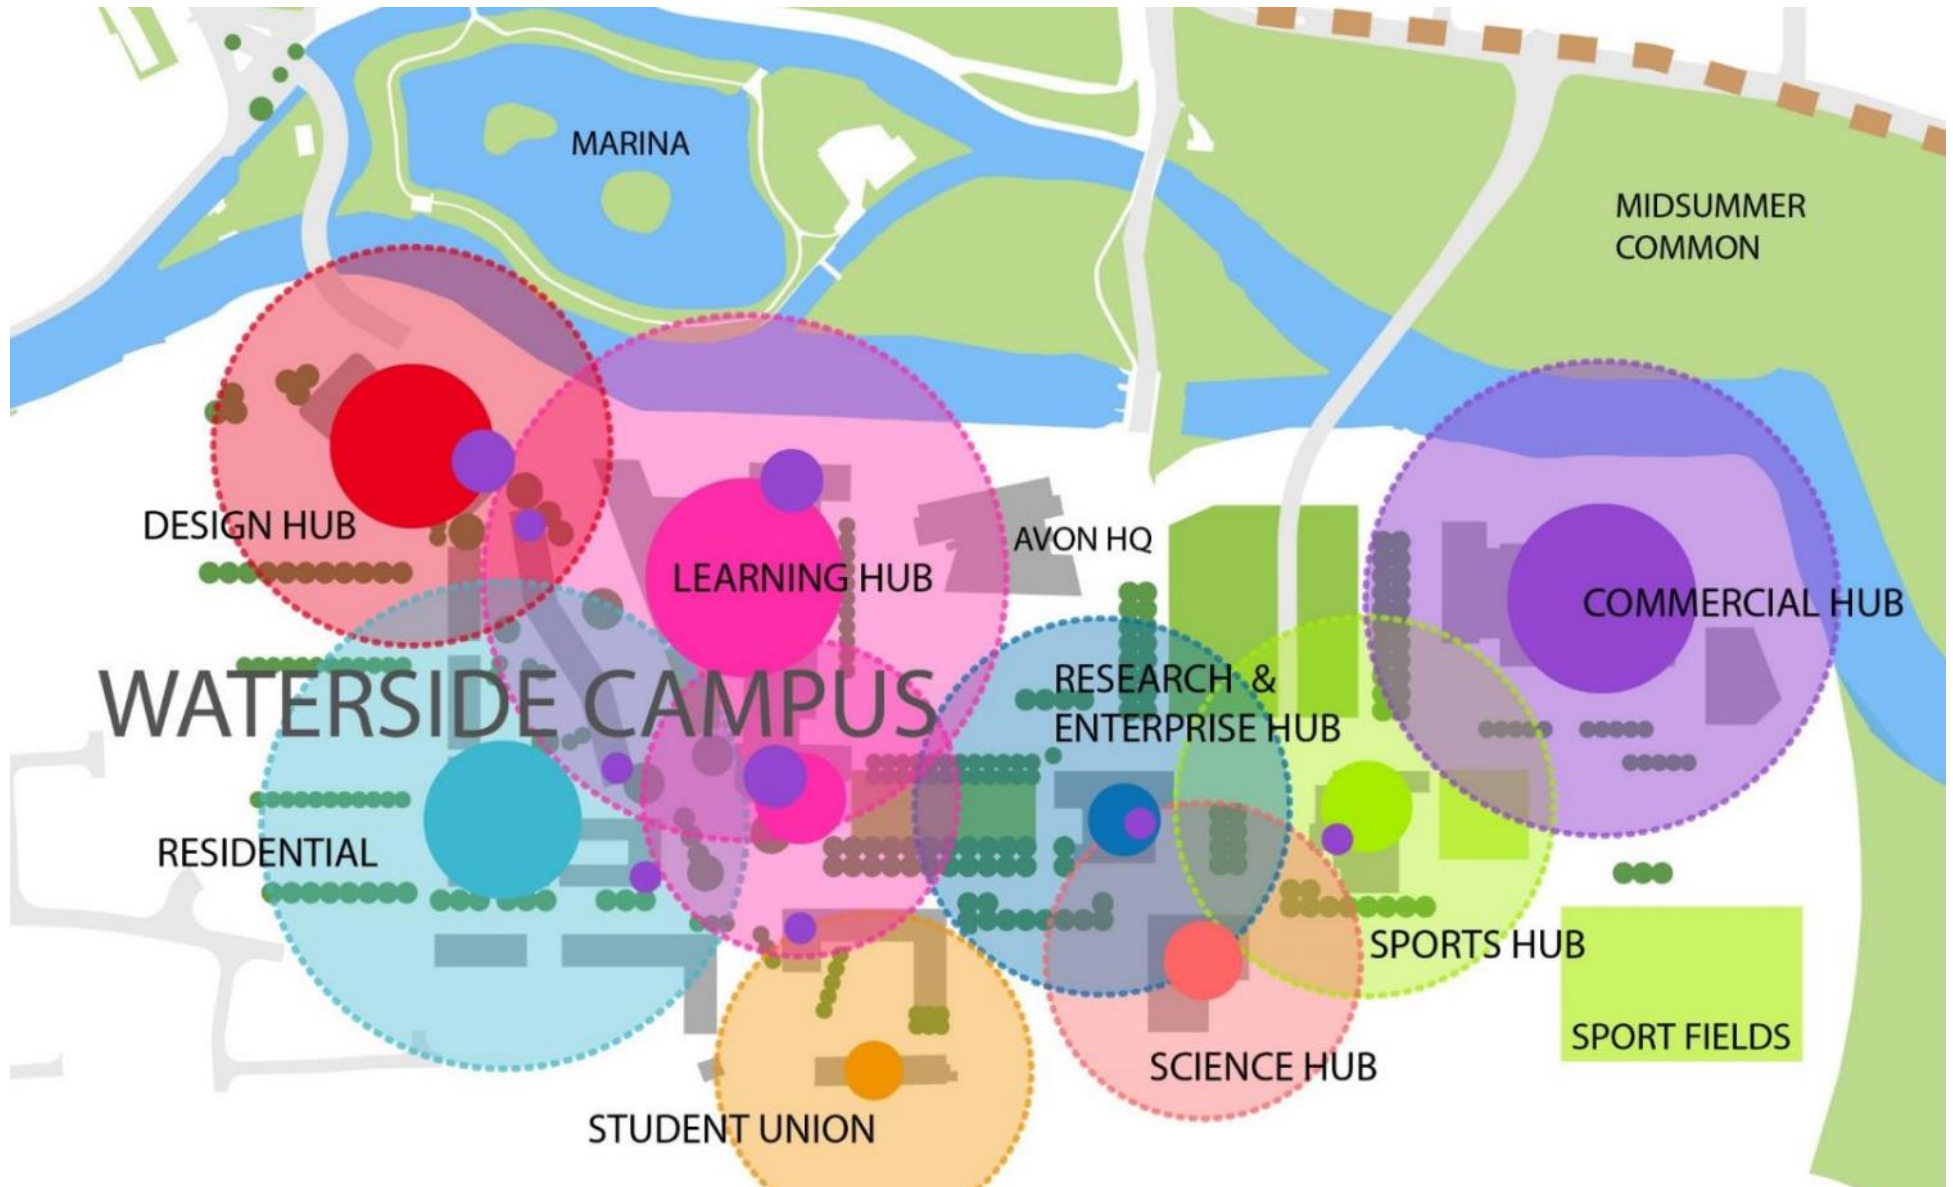 MARINA
MIDSUMMER
COMMON
DESIGN HUB
AVON HQ
LEARNING HUB
COMMERCIAL HUB
WATERSIDE CAMPUS
RESEARCH &
ENTERPRISE HUB
RESIDENTIAL
SPORTS HUB
SPORT FIELDS
SCIENCE HUB
STUDENT UNION